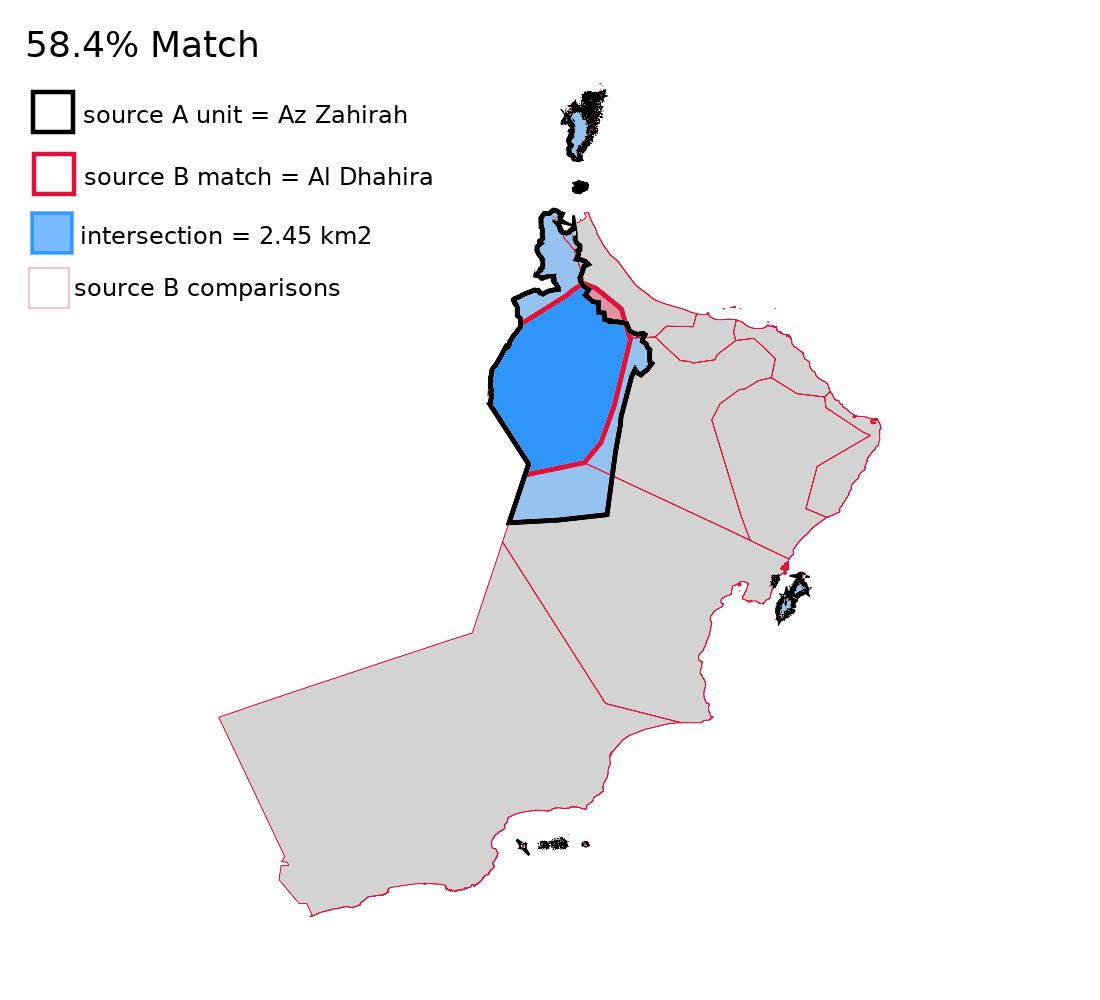 58.4% Match
source A unit = Az Zahirah
source B match = Al Dhahira
intersection = 2.45 km2
source B comparisons